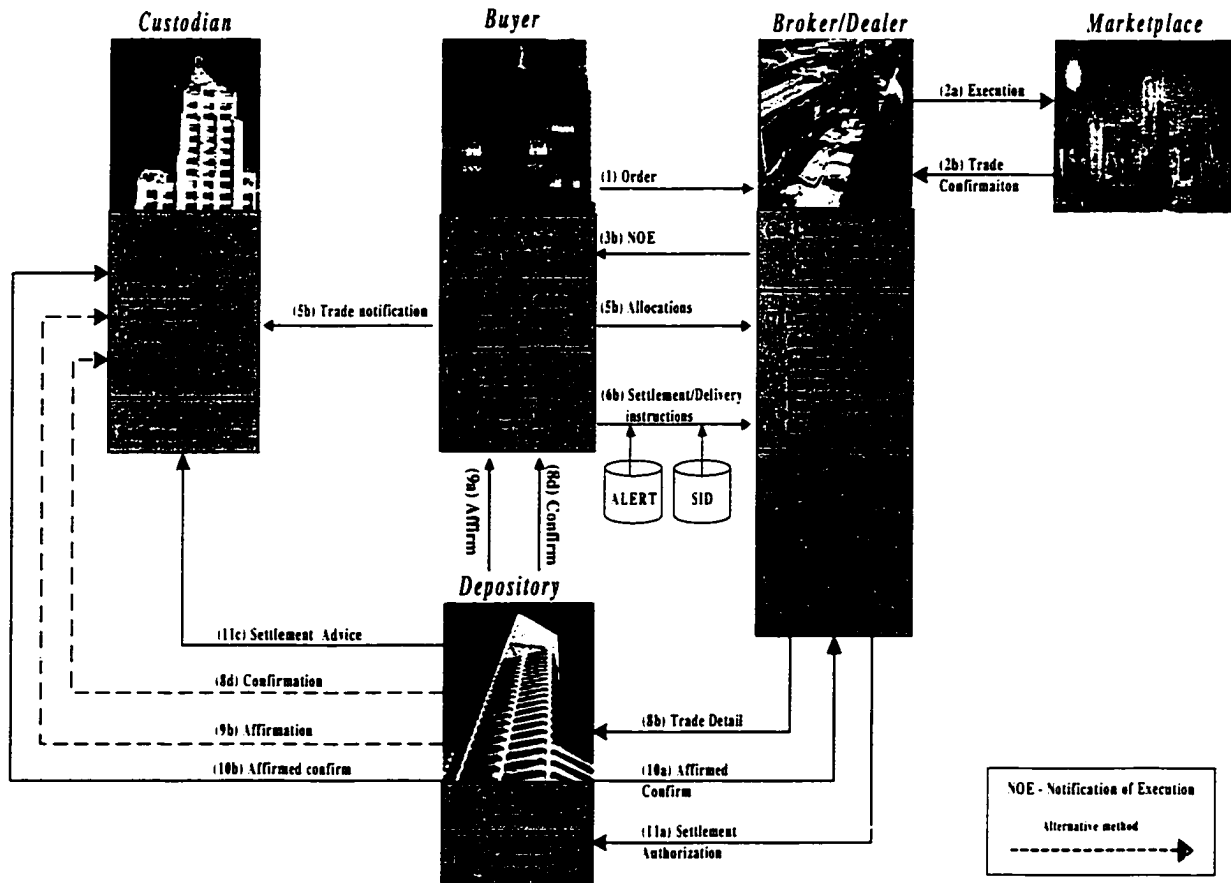 Custodian
Buyer
Broker/Dealer
Marketplace
(2a) Execution
(2b) Trade
Confirmaiton
(1) Order
(3b) NOE
(5b) Trade notification
(5b) Allocations
(6b) Settlement/Delivery
instructions
ALERT
SID
(9a) Affirm
(8d) Confirm
Depository
(11c) Settlement Advice
(8d) Confirmation
(9b) Affirmation
(10b) Affirmed confirm
(8b) Trade Detail
(10a) Affirmed
Confirm
(11a) Settlement
Authorization
NOE - Notification of Execution
Alternative method